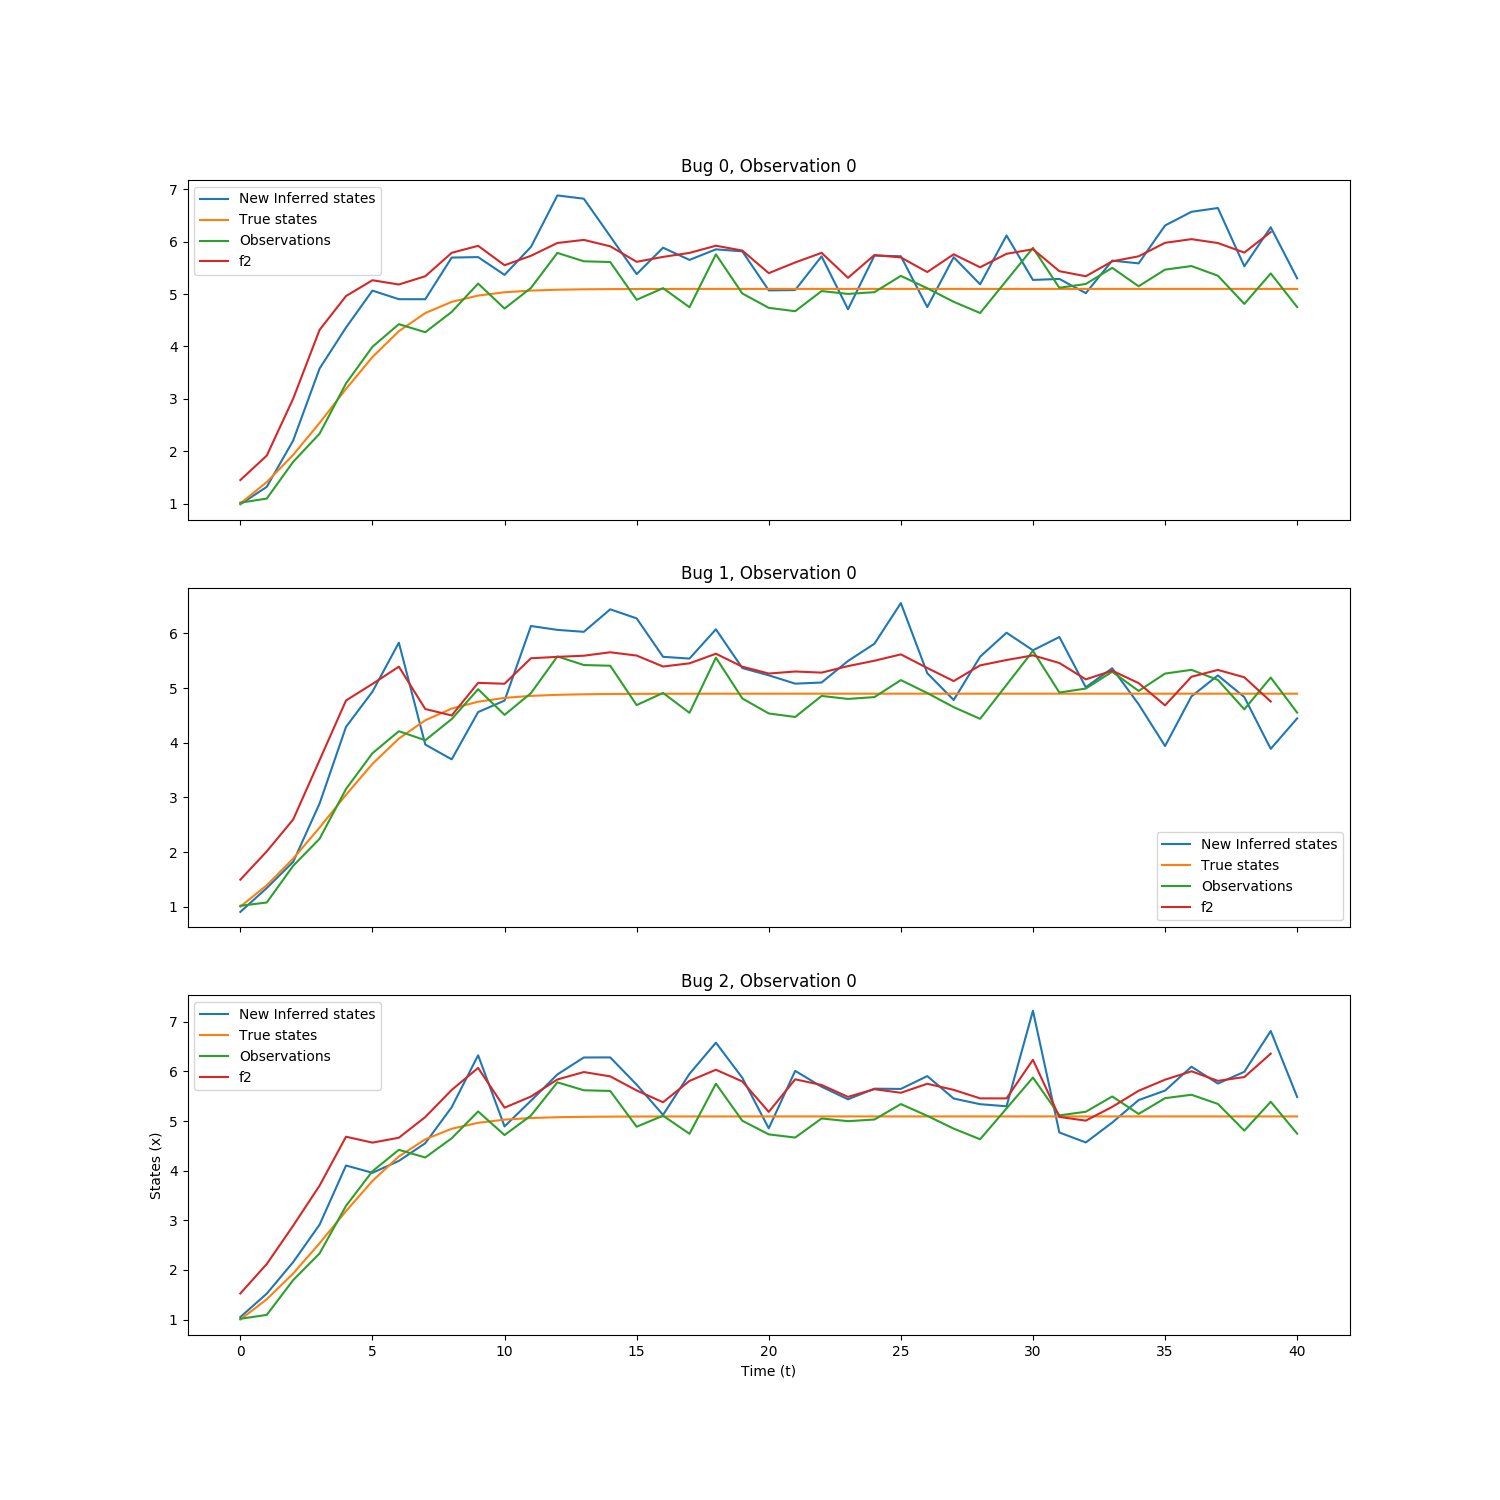 Bug 0, Observation 0
7
6
5
4
3
2
1
New Inferred states
True states
Observations
f2
Bug 1, Observation 0
6
5
4
3
2
1
New Inferred states
True states
Observations
f2
Bug 2, Observation 0
States (x)
7
6
5
4
3
2
1
New Inferred states
True states
Observations
f2
0 5 10 15 20 25 30 35 40
Time (t)